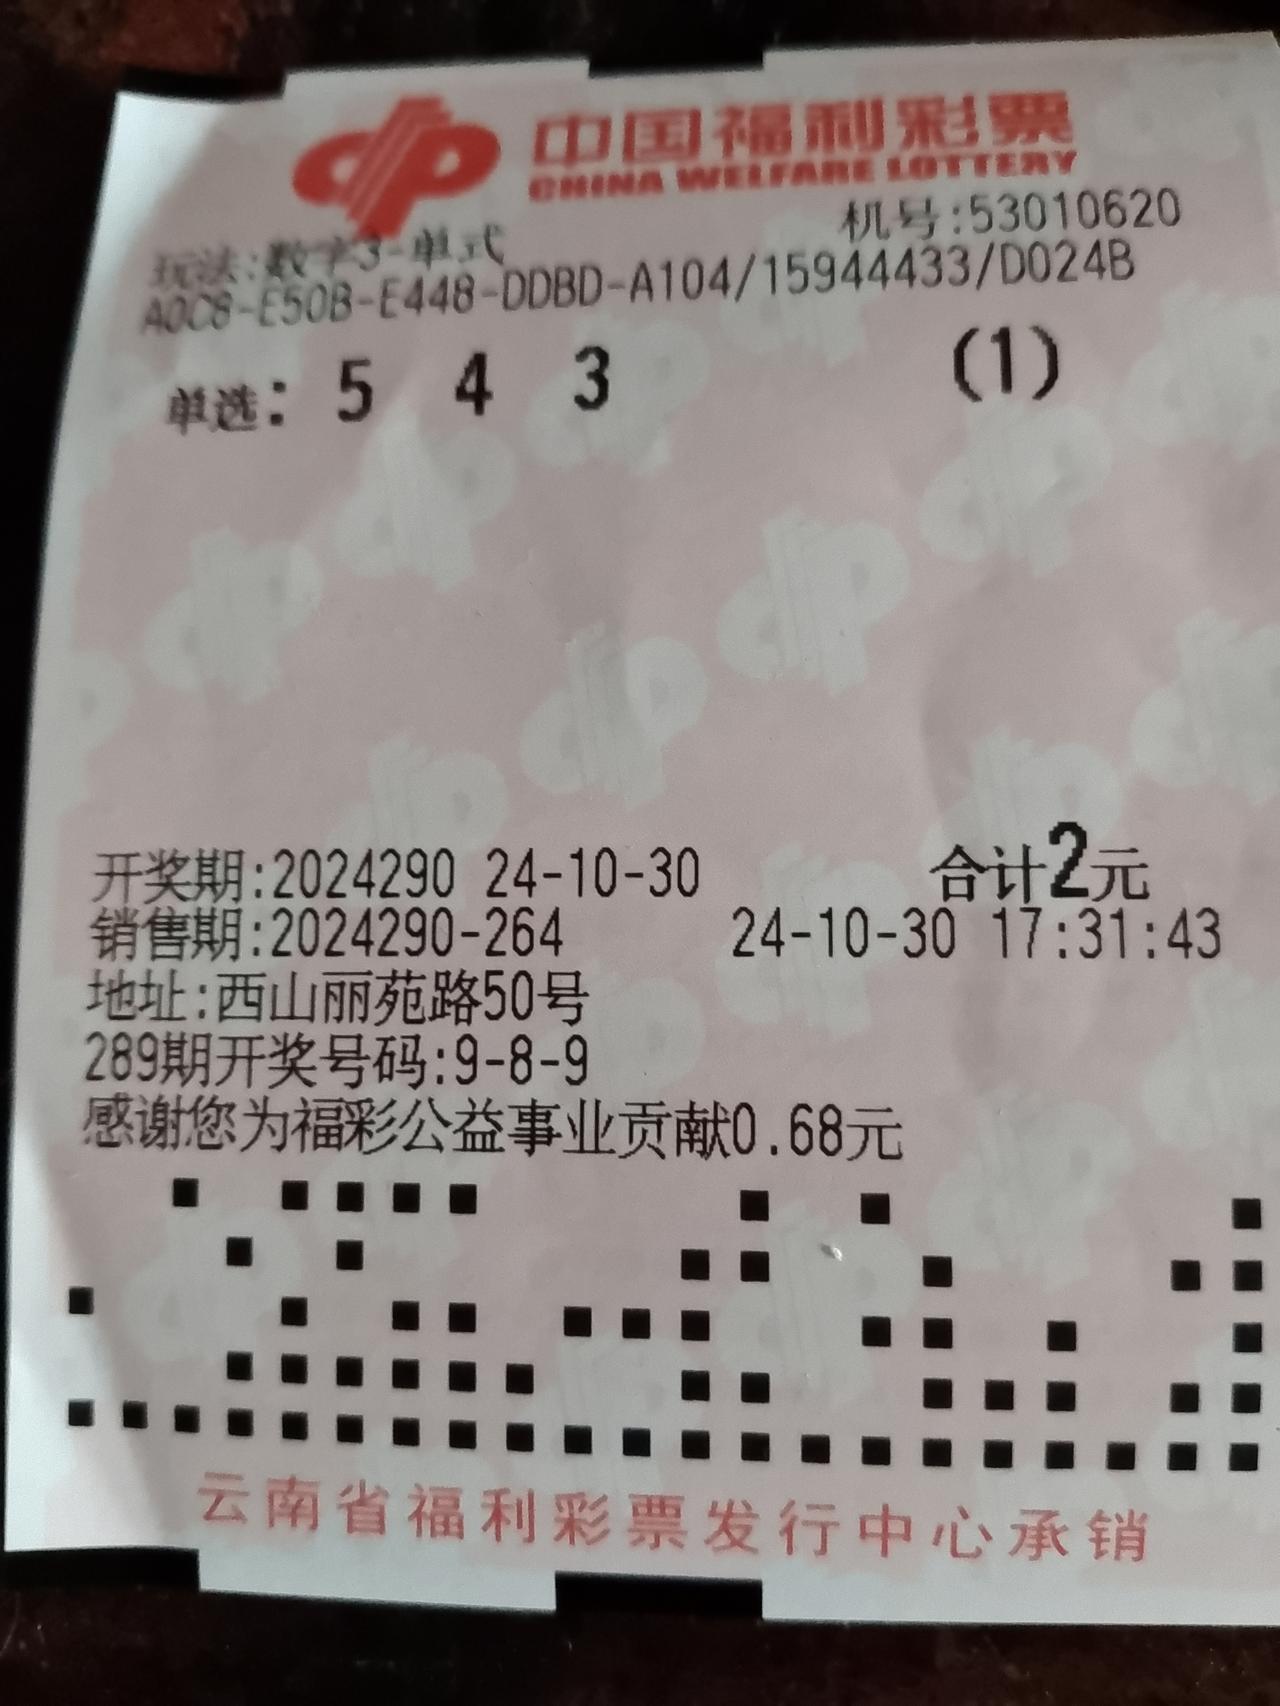 中国福利彩票
CHINA WELFARE LOTTERY
机号:53010620
玩法:数字3-单式
A0C8-E50B-E448-DDBD-A104/15944433/D024B
单选: 5 4 3 (1)
开奖期:2024290 24-10-30 合计2元
销售期:2024290-264 24-10-30 17:31:43
地址:西山丽苑路50号
289期开奖号码:9-8-9
感谢您为福彩公益事业贡献0.68元
云南省福利彩票发行中心承销